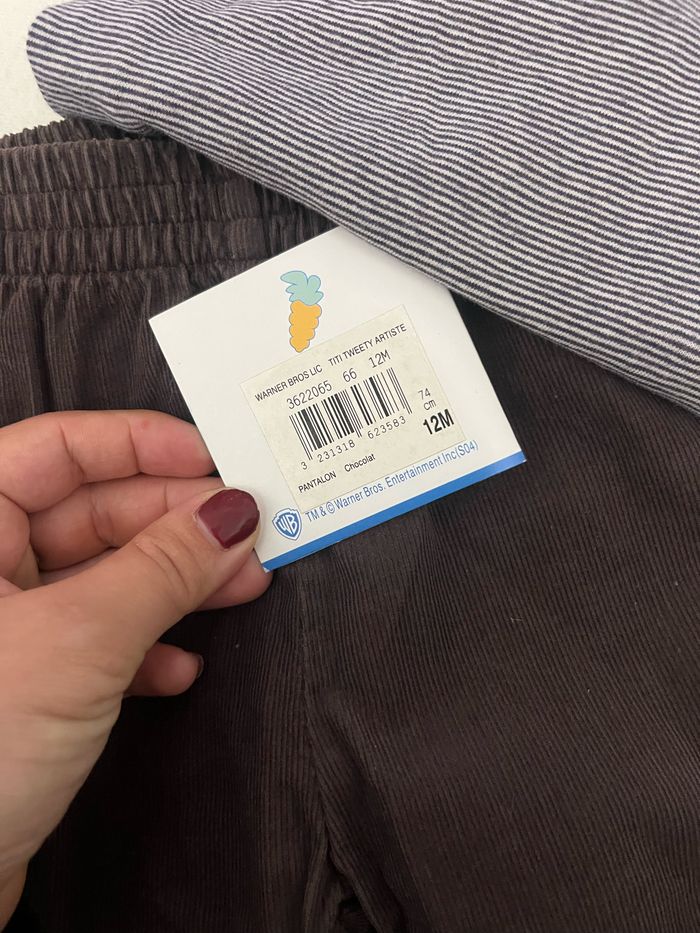 WARNER BROS LIC TITI TWEETY ARTISTE
3622065 66 12M
3 231318 623583
74
cm
12M
PANTALON Chocolat
WB TM & © Warner Bros. Entertainment Inc(S04)